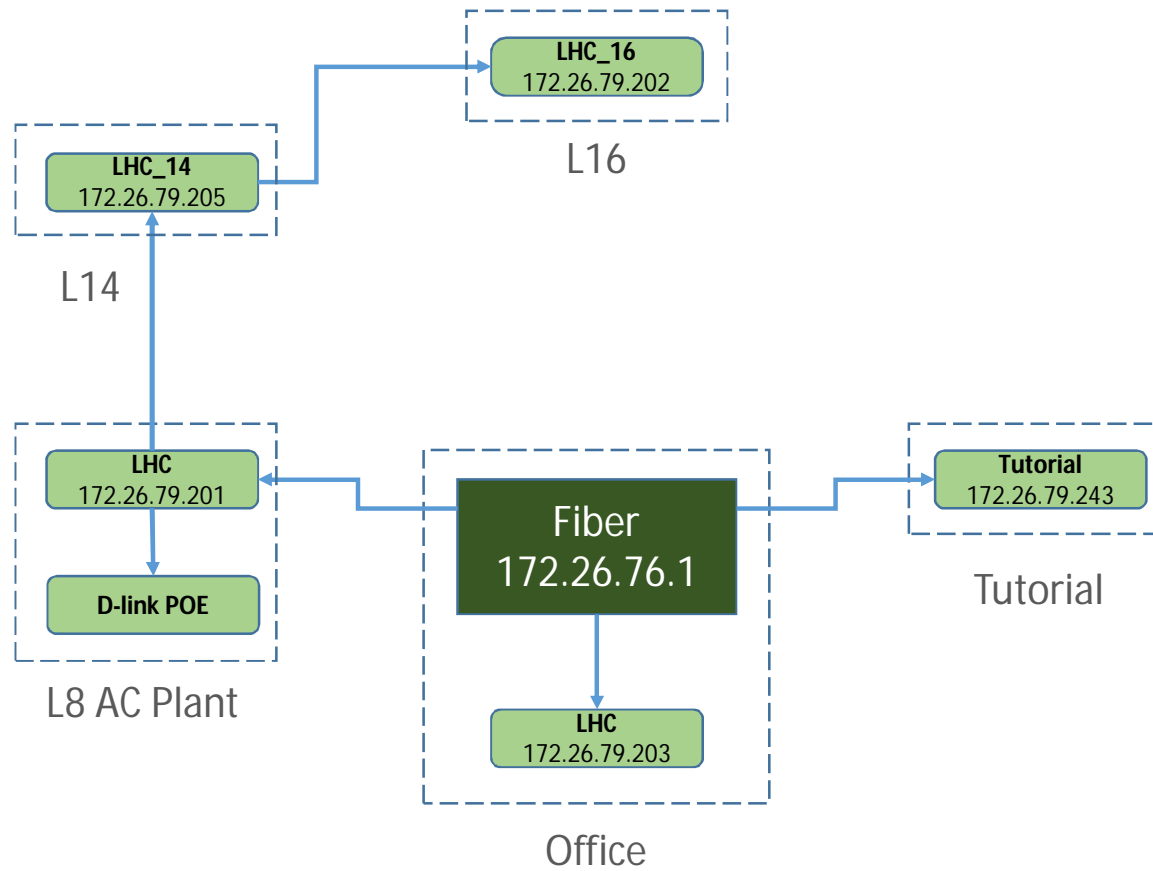 LHC_16
172.26.79.202
L16
LHC_14
172.26.79.205
L14
LHC
172.26.79.201
D-link POE
L8 AC Plant
Fiber
172.26.76.1
LHC
172.26.79.203
Office
Tutorial
172.26.79.243
Tutorial